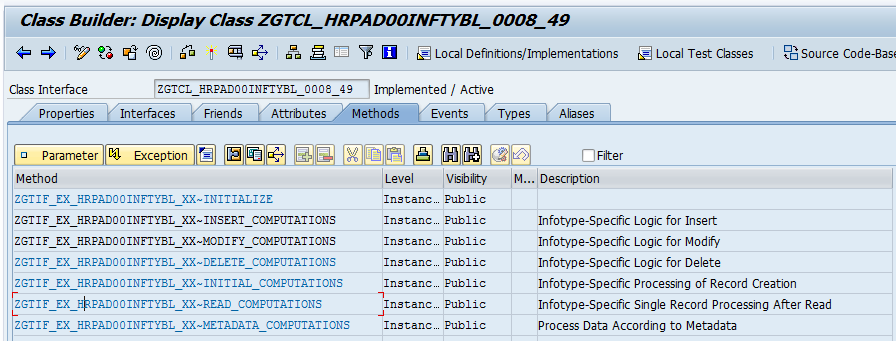 Class Builder: Display Class ZGTCL_HRPAD00INFTYBL_0008_49
Local Definitions/Implementations Local Test Classes Source Code-Base
Class Interface ZGTCL_HRPAD00INFTYBL_0008_49 Implemented / Active
Properties Interfaces Friends Attributes Methods Events Types Aliases
Parameter Exception Filter
Method Level Visibility M... Description
ZGTIF_EX_HRPAD00INFTYBL_XX~INITIALIZE Instanc... Public
ZGTIF_EX_HRPAD00INFTYBL_XX~INSERT_COMPUTATIONS Instanc... Public Infotype-Specific Logic for Insert
ZGTIF_EX_HRPAD00INFTYBL_XX~MODIFY_COMPUTATIONS Instanc... Public Infotype-Specific Logic for Modify
ZGTIF_EX_HRPAD00INFTYBL_XX~DELETE_COMPUTATIONS Instanc... Public Infotype-Specific Logic for Delete
ZGTIF_EX_HRPAD00INFTYBL_XX~INITIAL_COMPUTATIONS Instanc... Public Infotype-Specific Processing of Record Creation
ZGTIF_EX_HRPAD00INFTYBL_XX~READ_COMPUTATIONS Instanc... Public Infotype-Specific Single Record Processing After Read
ZGTIF_EX_HRPAD00INFTYBL_XX~METADATA_COMPUTATIONS Instanc... Public Process Data According to Metadata